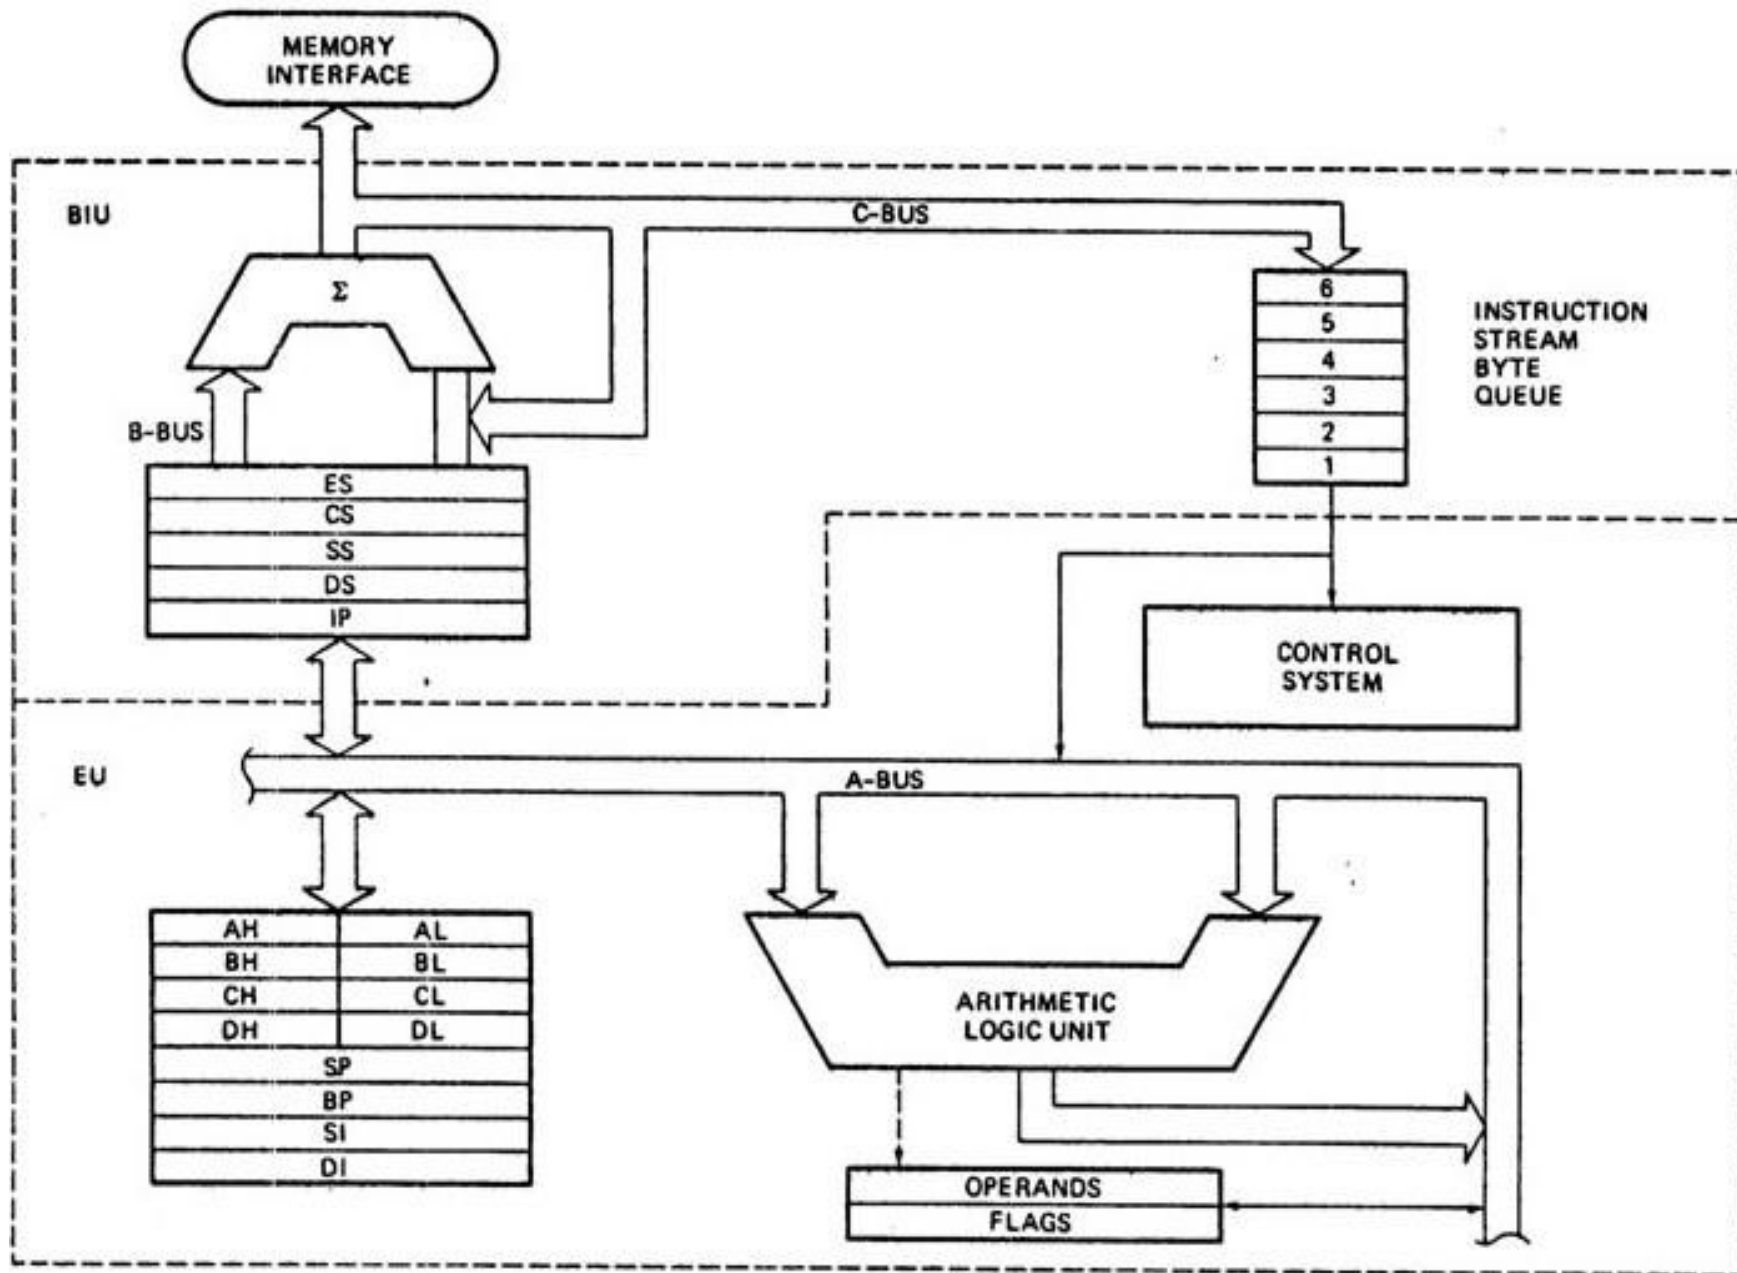 MEMORY
INTERFACE
BIU
C-BUS
Σ
6
5
4
3
2
1
INSTRUCTION
STREAM
BYTE
QUEUE
B-BUS
ES
CS
SS
DS
IP
CONTROL
SYSTEM
EU
A-BUS
AH AL
BH BL
CH CL
DH DL
SP
BP
SI
DI
ARITHMETIC
LOGIC UNIT
OPERANDS
FLAGS